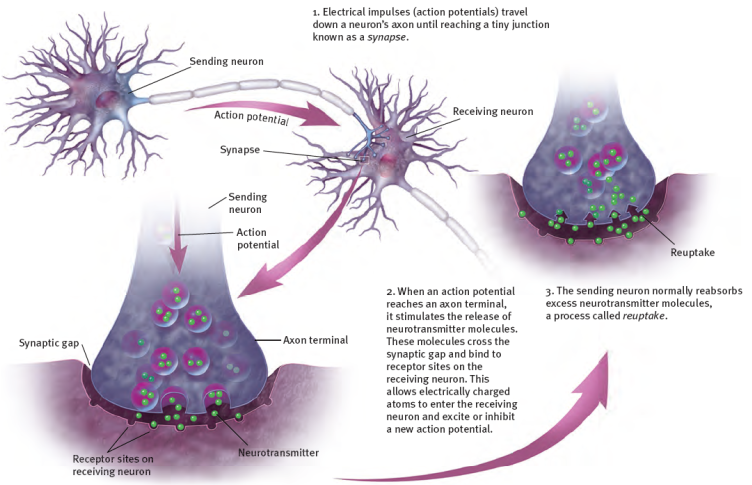 1. Electrical impulses (action potentials) travel
down a neuron's axon until reaching a tiny junction
known as a synapse.
Sending neuron
Action potential
Receiving neuron
Synapse
Sending
neuron
Action
potential
Reuptake
2. When an action potential
reaches an axon terminal,
it stimulates the release of
neurotransmitter molecules.
These molecules cross the
synaptic gap and bind to
receptor sites on the
receiving neuron. This
allows electrically charged
atoms to enter the receiving
neuron and excite or inhibit
a new action potential.
3. The sending neuron normally reabsorbs
excess neurotransmitter molecules,
a process called reuptake.
Synaptic gap
Axon terminal
Receptor sites on
receiving neuron
Neurotransmitter